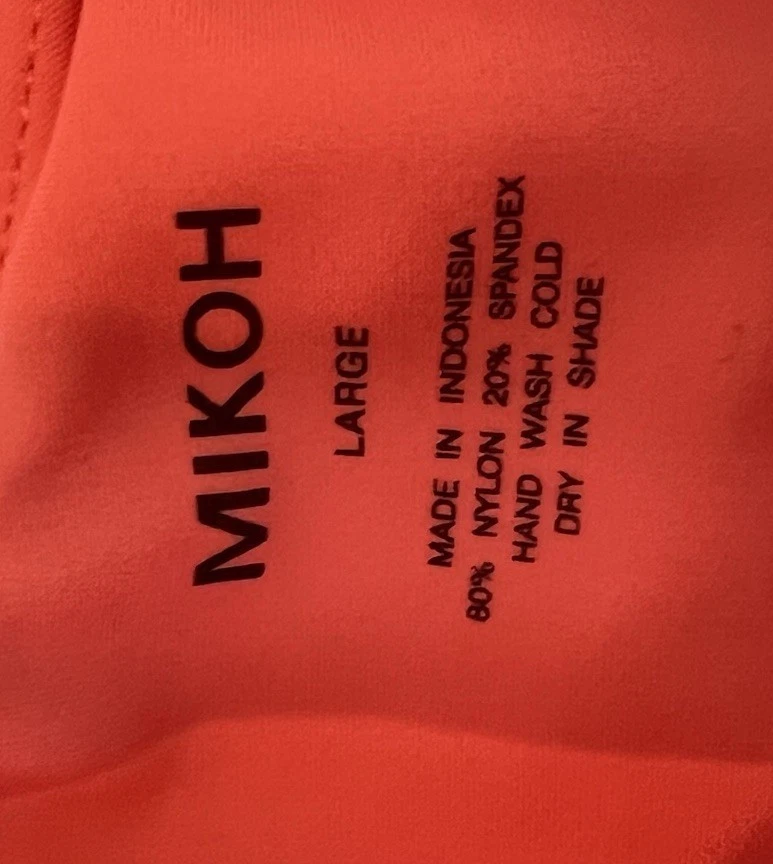 MIKOH
LARGE
MADE IN INDONESIA
80% NYLON 20% SPANDEX
HAND WASH COLD
DRY IN SHADE